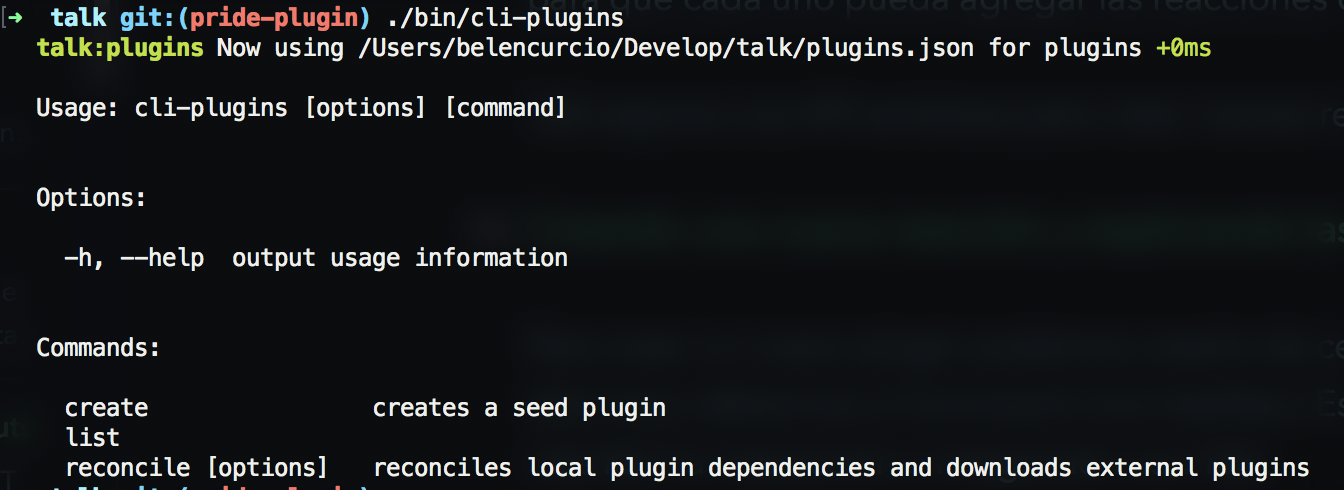 ➜ talk git:(pride-plugin) ./bin/cli-plugins
talk:plugins Now using /Users/belencurcio/Develop/talk/plugins.json for plugins +0ms
Usage: cli-plugins [options] [command]
Options:
-h, --help output usage information
Commands:
create creates a seed plugin
list
reconcile [options] reconciles local plugin dependencies and downloads external plugins